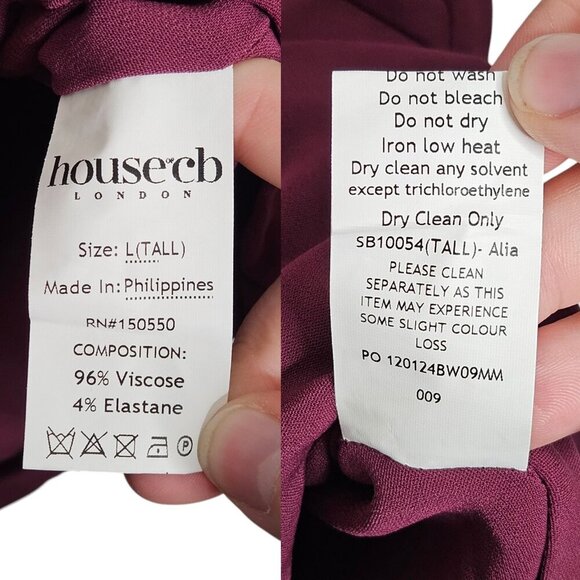 house OF cb
LONDON
Size: L(TALL)
Made In: Philippines
RN#150550
COMPOSITION:
96% Viscose
4% Elastane
P
Do not wash
Do not bleach
Do not dry
Iron low heat
Dry clean any solvent
except trichloroethylene
Dry Clean Only
SB10054(TALL)- Alia
PLEASE CLEAN
SEPARATELY AS THIS
ITEM MAY EXPERIENCE
SOME SLIGHT COLOUR
LOSS
PO 120124BW09MM
009